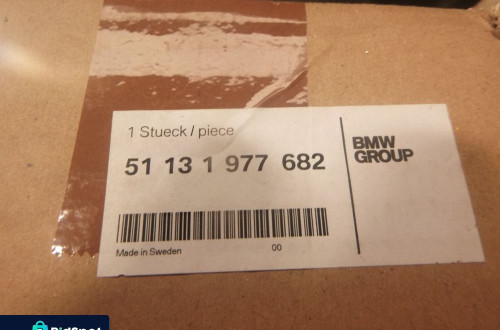 1 Stueck / piece
51 13 1 977 682
BMW
GROUP
Made in Sweden
00